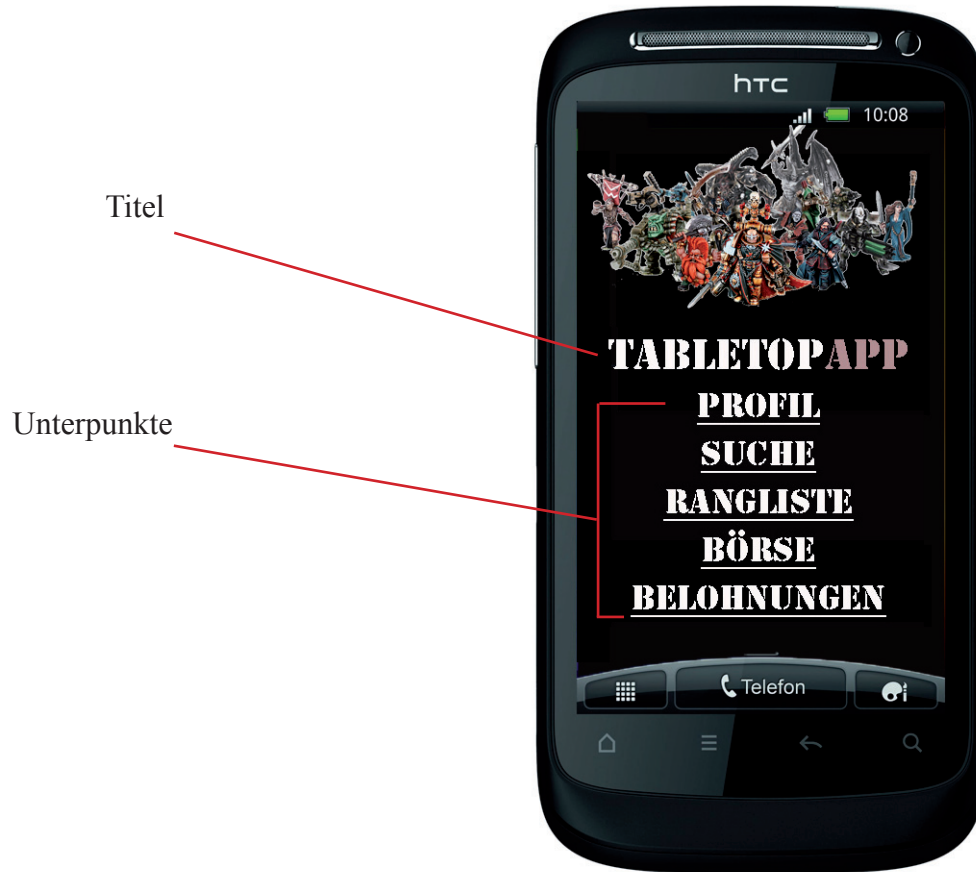 htc
10:08
Titel
TABLETOPAPP
Unterpunkte
PROFIL
SUCHE
RANGLISTE
BÖRSE
BELOHNUNGEN
Telefon